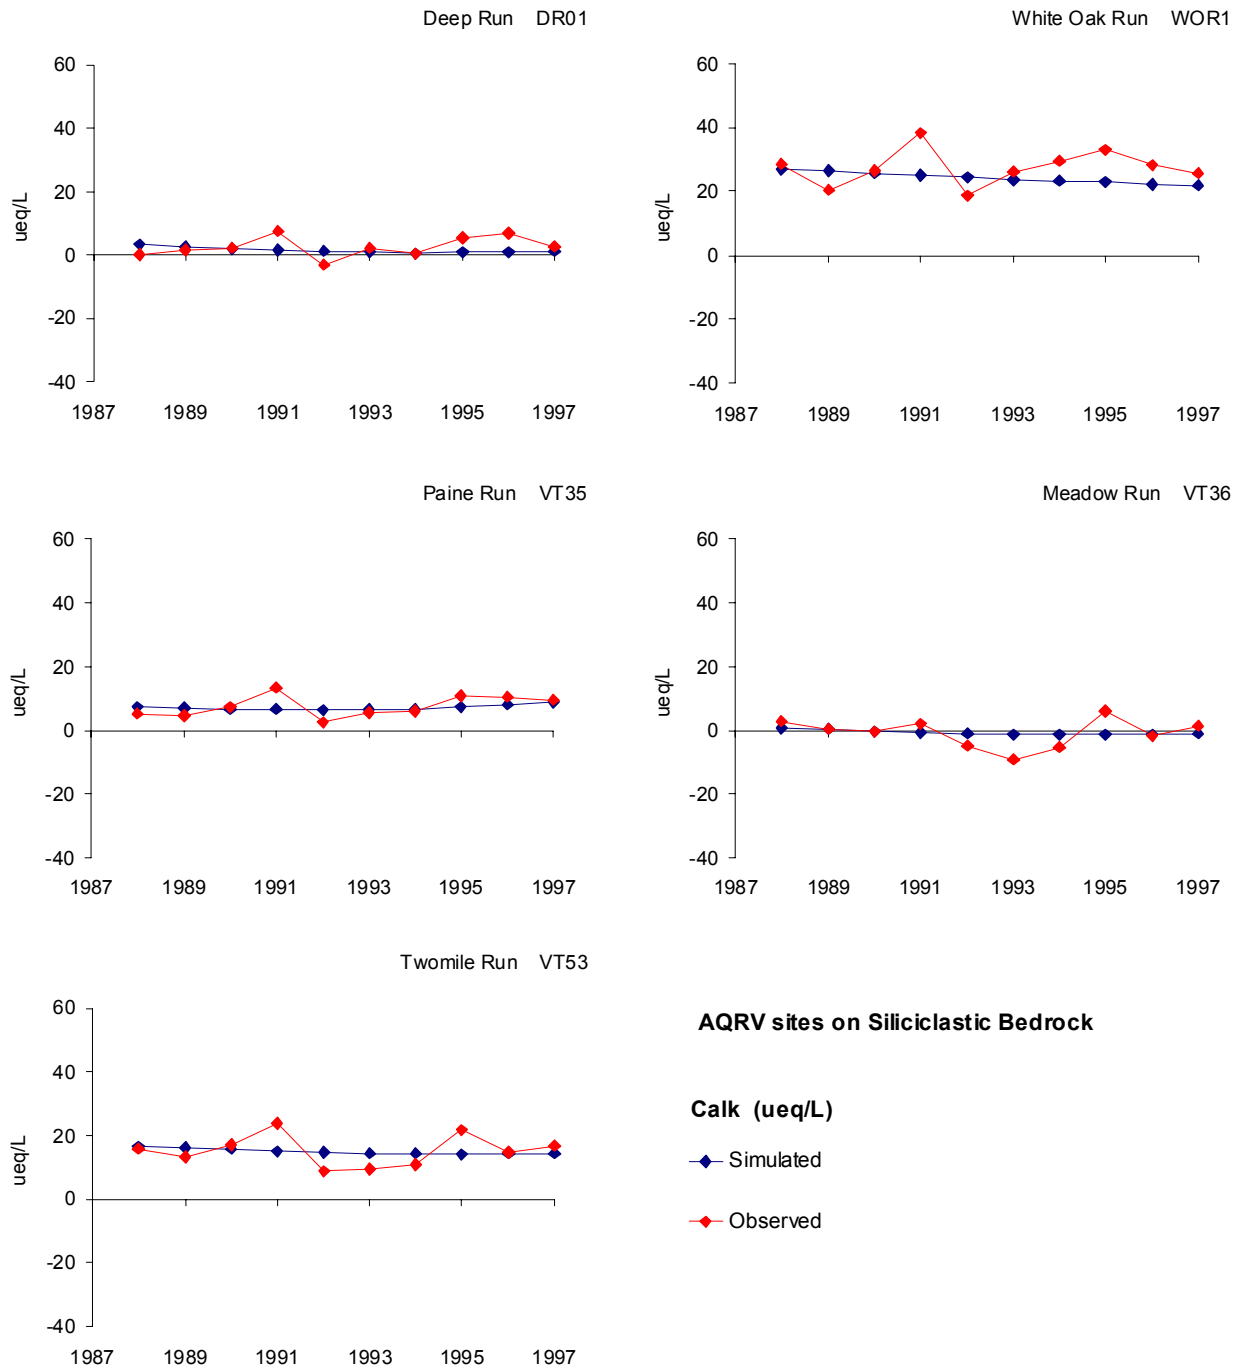 Deep Run DR01
60
40
20
0
-20
-40
ueq/L
1987 1989 1991 1993 1995 1997
White Oak Run WOR1
60
40
20
0
-20
-40
ueq/L
1987 1989 1991 1993 1995 1997
Paine Run VT35
60
40
20
0
-20
-40
ueq/L
1987 1989 1991 1993 1995 1997
Meadow Run VT36
60
40
20
0
-20
-40
ueq/L
1987 1989 1991 1993 1995 1997
Twomile Run VT53
60
40
20
0
-20
-40
ueq/L
1987 1989 1991 1993 1995 1997
AQRV sites on Siliciclastic Bedrock
Calk (ueq/L)
Simulated
Observed